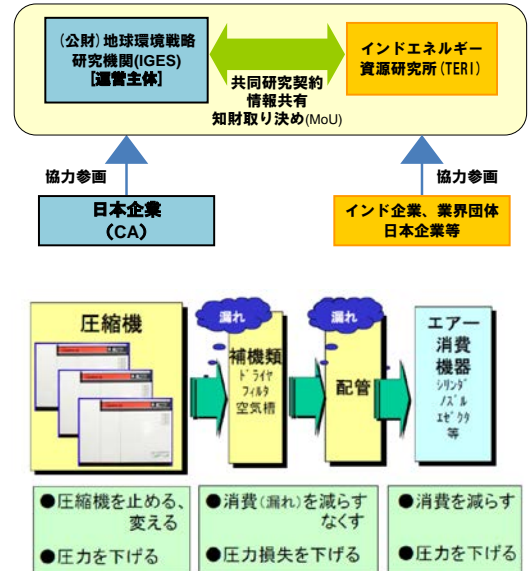 (公財)地球環境戦略
研究機関(IGES)
[運営主体]
インドエネルギー
資源研究所(TERI)
共同研究契約
情報共有
知財取り決め(MoU)
協力参画
協力参画
日本企業
(CA)
インド企業、業界団体
日本企業等
圧縮機
漏れ
補機類
ドライヤ
フィルタ
空気槽
漏れ
配管
エアー
消費
機器
シリンダ
ノズル
エゼクタ
等
●圧縮機を止める、
変える
●圧力を下げる
●消費(漏れ)を減らす
なくす
●圧力損失を下げる
●消費を減らす
●圧力を下げる